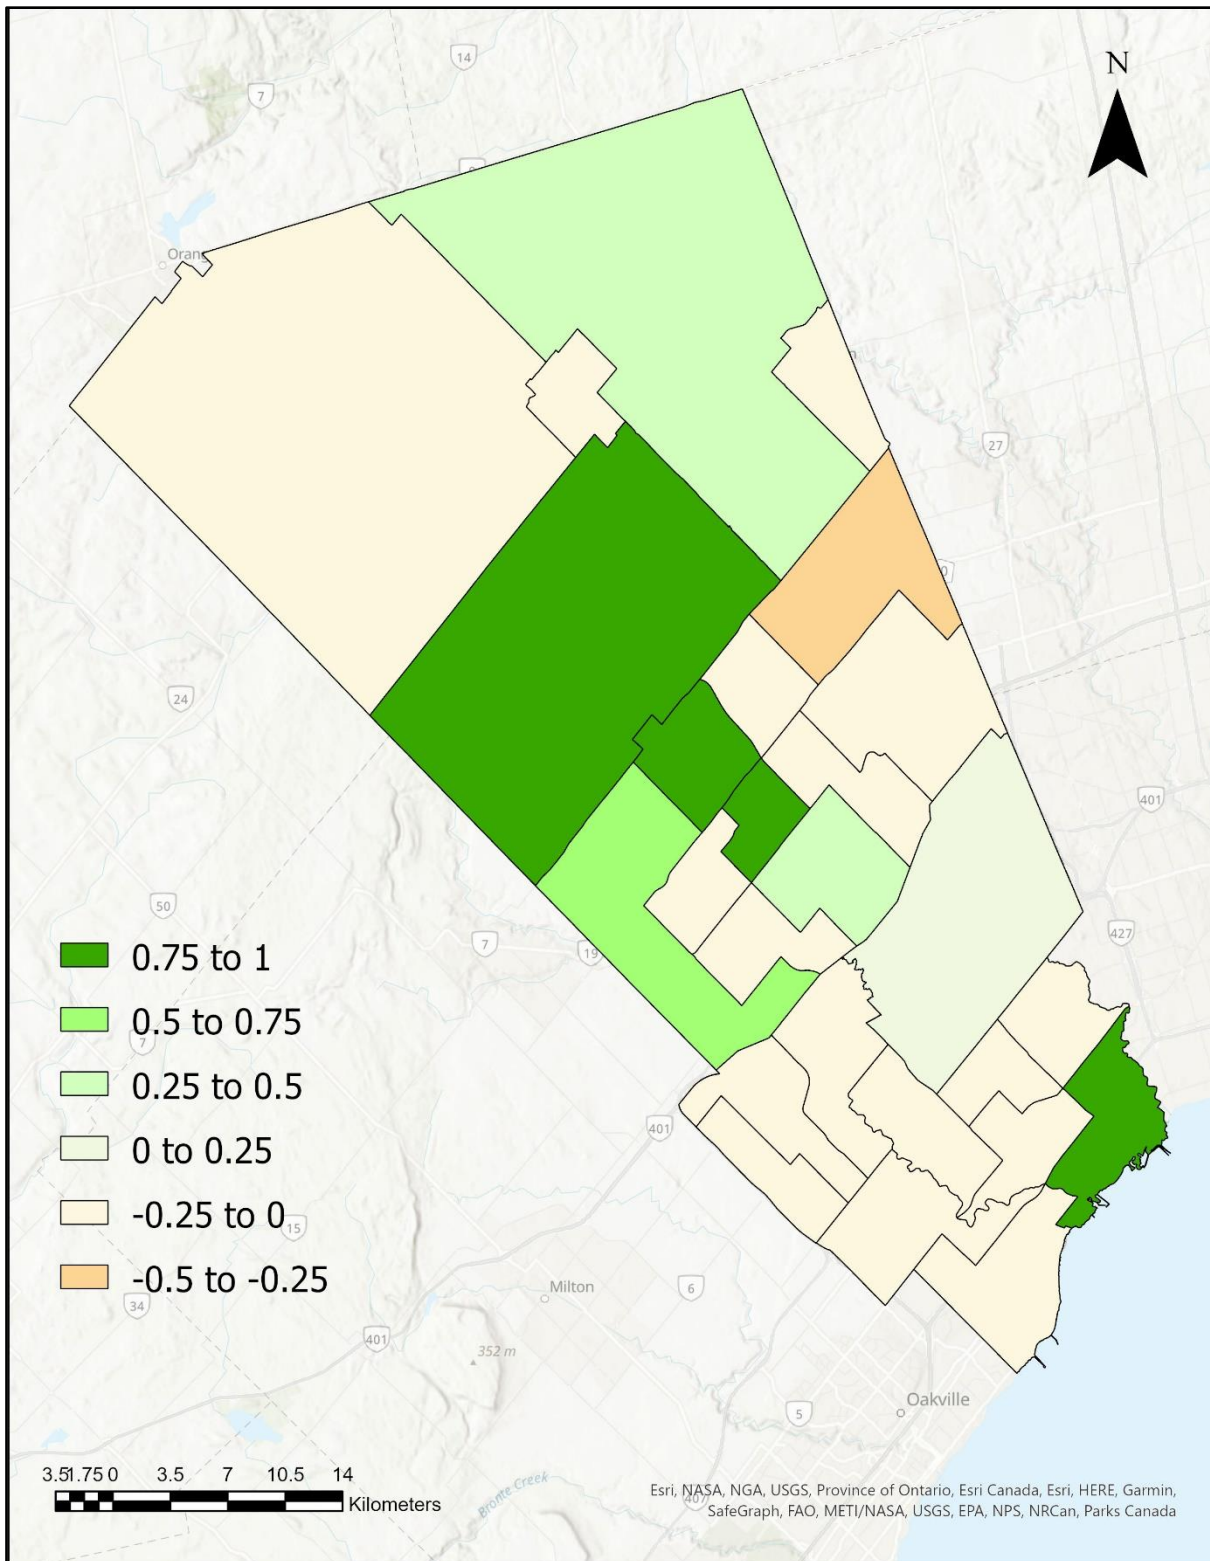 14
7
N
9
Orang
27
24
401
50
427
7
19
0.75 to 1
0.5 to 0.75
7
0.25 to 0.5
401
0 to 0.25
-0.25 to 0
15
-0.5 to -0.25
Milton
6
34
401
352 m
Oakville
5
3.51.75 0 3.5 7 10.5 14
Kilometers
Bronte Creek
407
Esri, NASA, NGA, USGS, Province of Ontario, Esri Canada, Esri, HERE, Garmin,
SafeGraph, FAO, METI/NASA, USGS, EPA, NPS, NRCan, Parks Canada